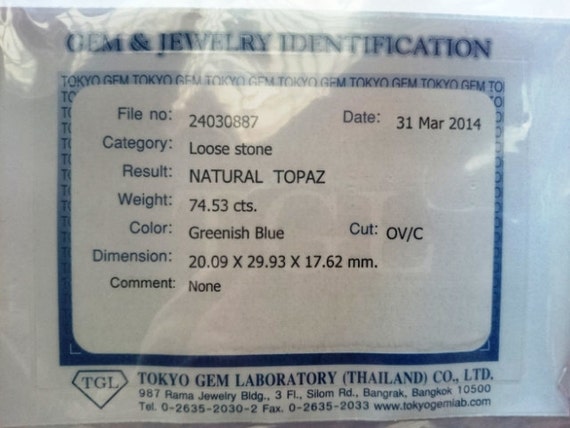 GEM & JEWELRY IDENTIFICATION
TOKYO GEM TOKYO GEM TOKYO GEM TOKYO GEM TOKYO GEM TOKYO GEM TO
File no: 24030887 Date: 31 Mar 2014
Category: Loose stone
Result: NATURAL TOPAZ
Weight: 74.53 cts.
Color: Greenish Blue Cut: OV/C
Dimension: 20.09 X 29.93 X 17.62 mm.
Comment: None
TGL
TGL TOKYO GEM LABORATORY (THAILAND) CO., LTD.
987 Rama Jewelry Bldg., 3 Fl., Silom Rd., Bangrak, Bangkok 10500
Tel. 0-2635-2030-2 Fax. 0-2635-2033 www.tokyogemlab.com